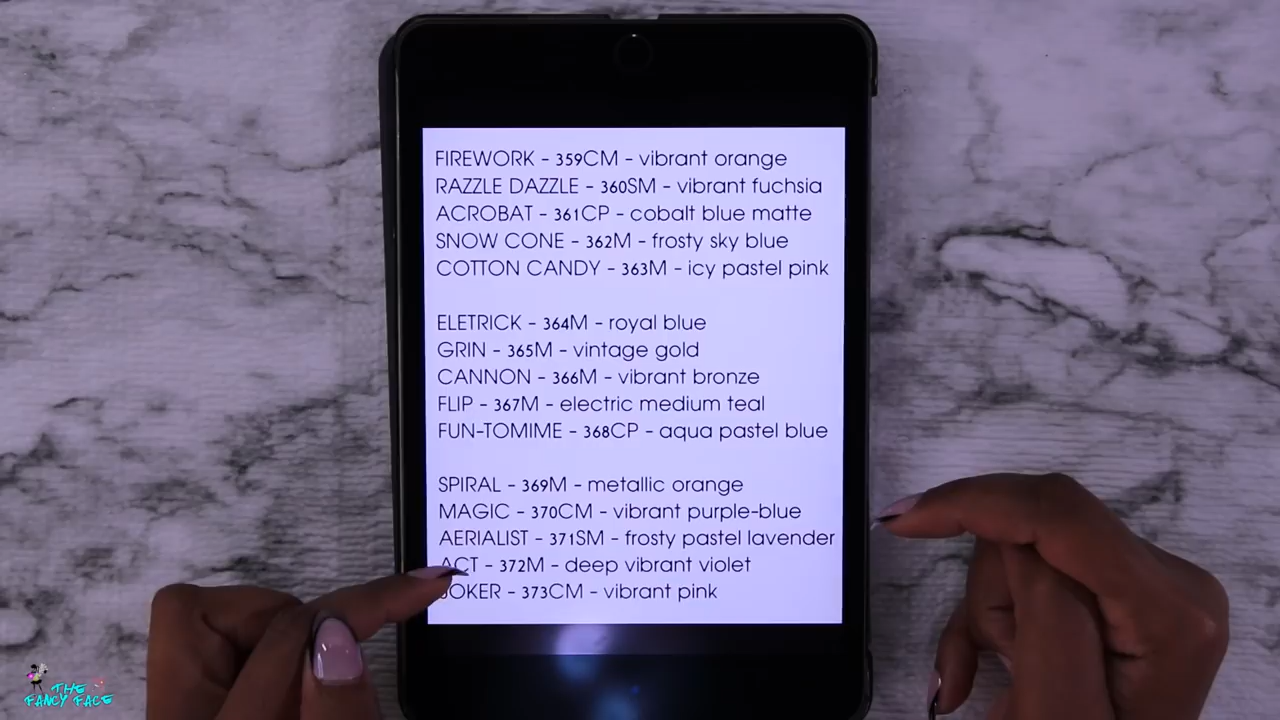 FIREWORK - 359CM - vibrant orange
RAZZLE DAZZLE - 360SM - vibrant fuchsia
ACROBAT - 361CP - cobalt blue matte
SNOW CONE - 362M - frosty sky blue
COTTON CANDY - 363M - icy pastel pink
ELETRICK - 364M - royal blue
GRIN - 365M - vintage gold
CANNON - 366M - vibrant bronze
FLIP - 367M - electric medium teal
FUN-TOMIME - 368CP - aqua pastel blue
SPIRAL - 369M - metallic orange
MAGIC - 370CM - vibrant purple-blue
AERIALIST - 371SM - frosty pastel lavender
ACT - 372M - deep vibrant violet
JOKER - 373CM - vibrant pink
THE
FANCY FACE